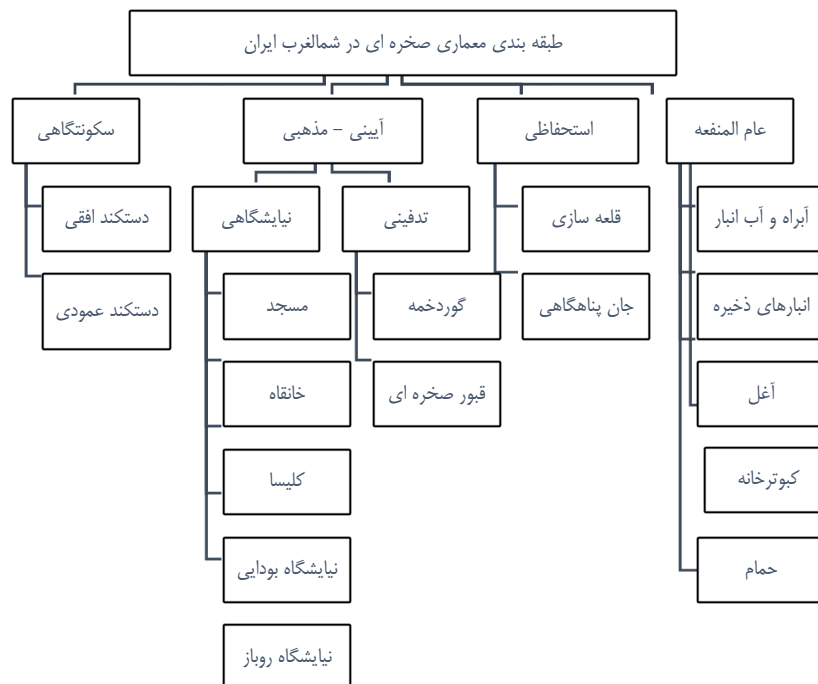 طبقه بندی معماری صخره ای در شمالغرب ایران
عام المنفعه
آبراه و آب انبار
انبارهای ذخیره
آغل
کبوترخانه
حمام
استحفاظی
قلعه سازی
جان پناهگاهی
آیینی – مذهبی
تدفینی
گوردخمه
قبور صخره ای
نیایشگاهی
مسجد
خانقاه
کلیسا
نیایشگاه بودایی
نیایشگاه روباز
سکونتگاهی
دستکند افقی
دستکند عمودی